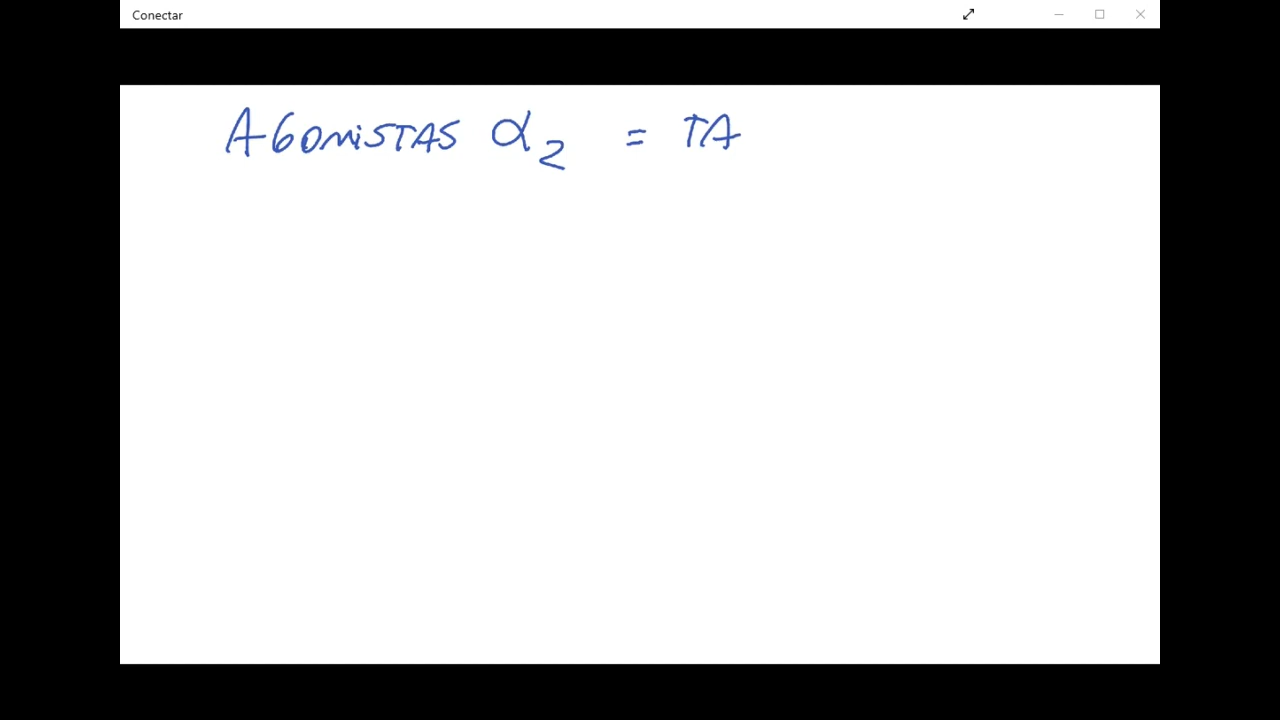 Conectar
AGONISTAS α₂ = TA